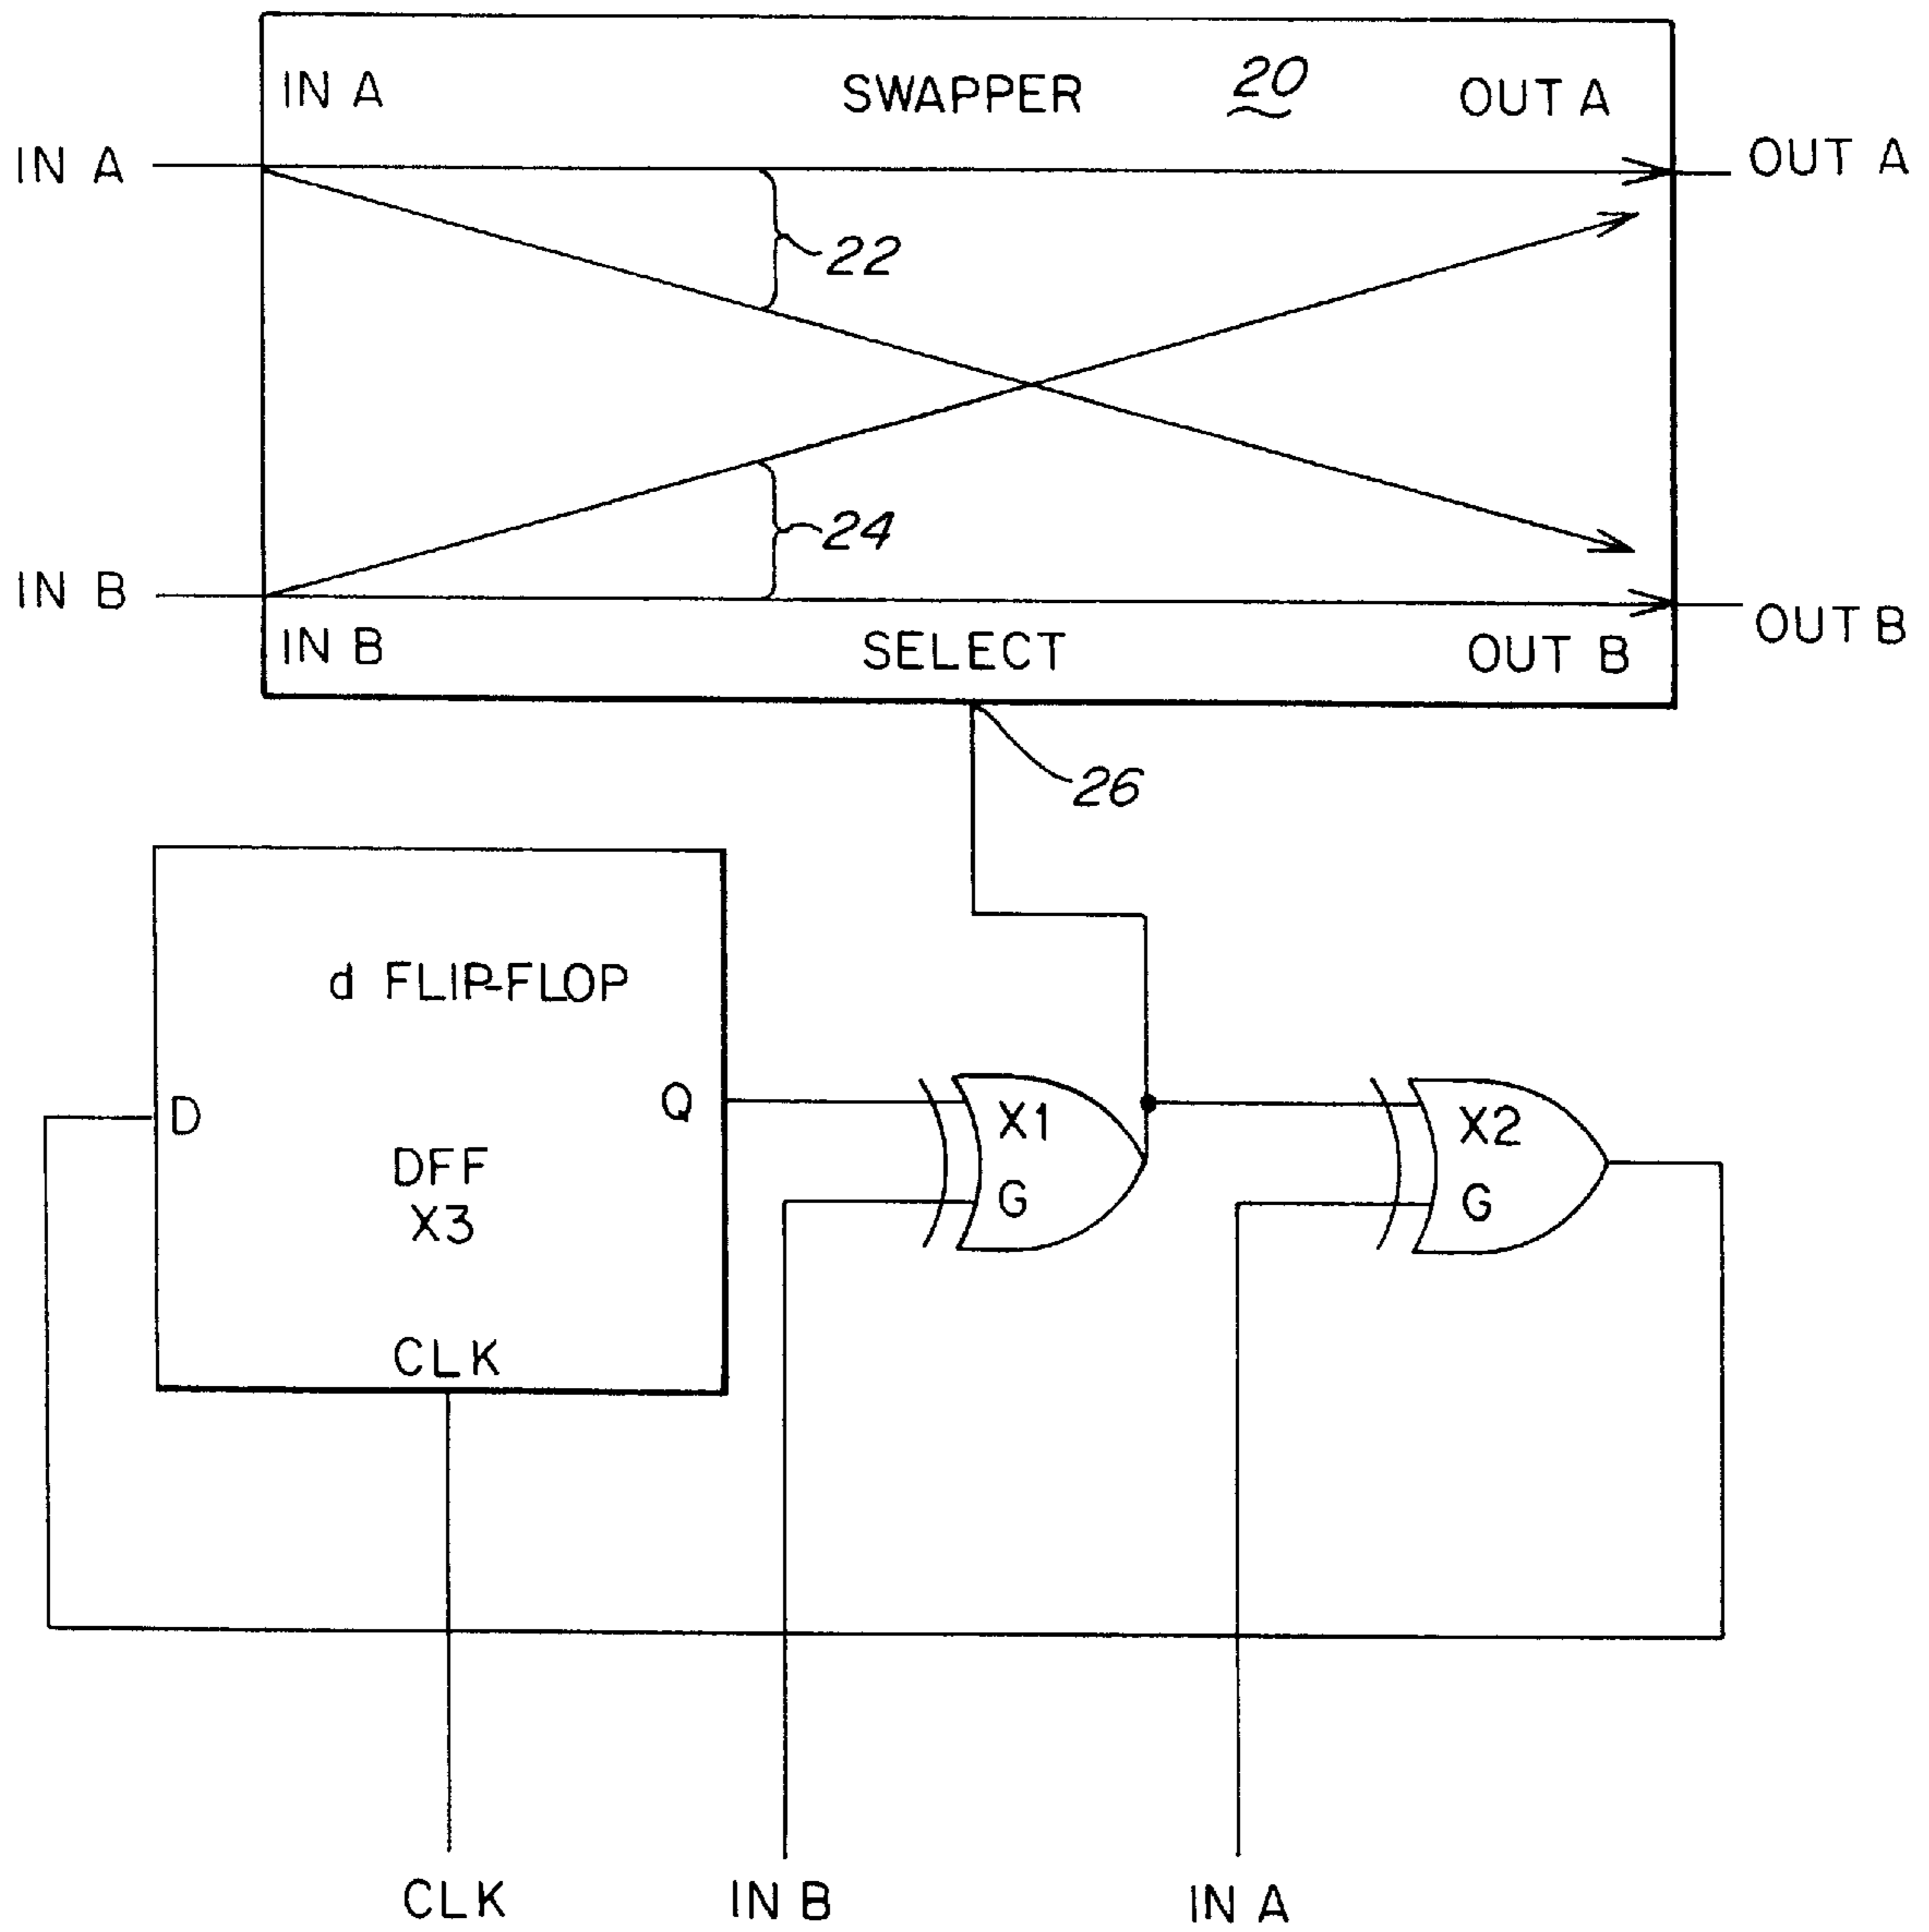 IN A SWAPPER 20 OUT A
IN A OUT A
22
24
IN B OUT B
IN B SELECT OUT B
26
d FLIP-FLOP
D Q X1 X2
DFF G G
X3
CLK
CLK IN B IN A